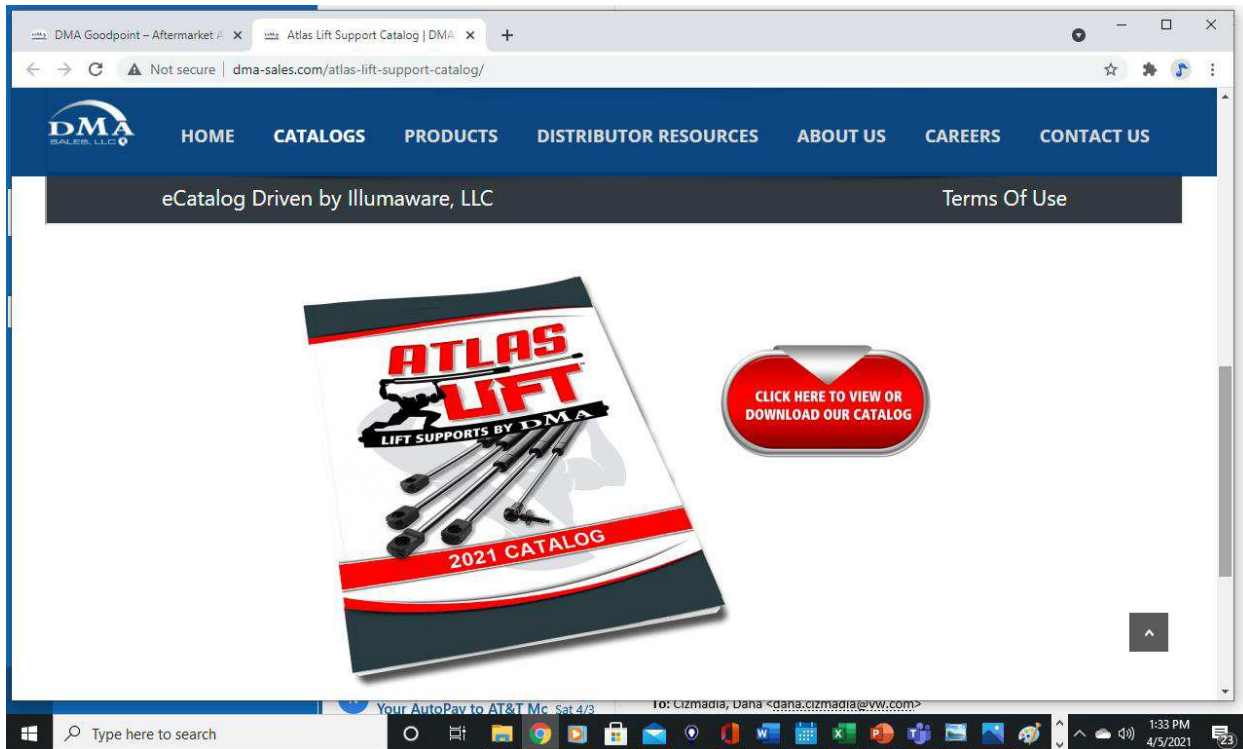 DMA Goodpoint – Aftermarket
Atlas Lift Support Catalog | DMA
Not secure | dma-sales.com/atlas-lift-support-catalog/
DMA
SALES, LLC
HOME CATALOGS PRODUCTS DISTRIBUTOR RESOURCES ABOUT US CAREERS CONTACT US
eCatalog Driven by Illumaware, LLC
Terms Of Use
ATLAS
LIFT
LIFT SUPPORTS BY DMA
2021 CATALOG
CLICK HERE TO VIEW OR
DOWNLOAD OUR CATALOG
Your AutoPay to AT&T Mc Sat 4/3
To: Cizmadia, Dana <dana.cizmadia@vw.com>
Type here to search
1:33 PM
4/5/2021
23